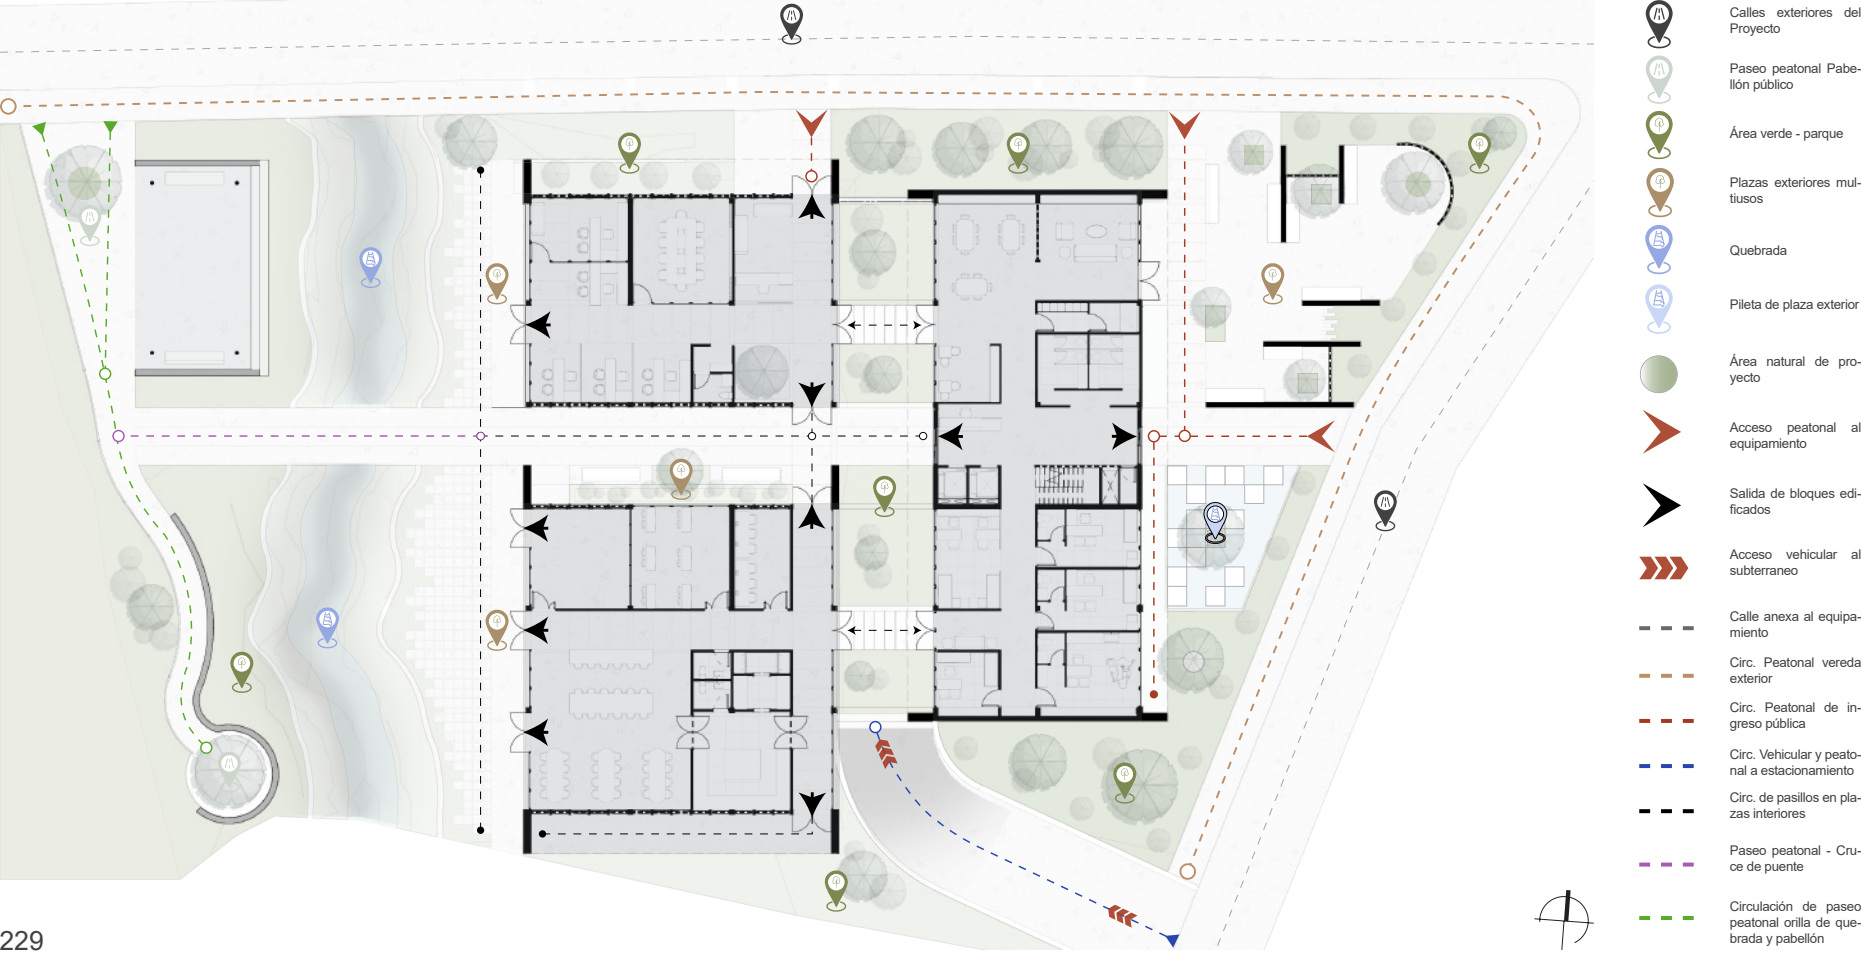 Calles exteriores del
Proyecto
Paseo peatonal Pabe-
llón público
Área verde - parque
Plazas exteriores mul-
tiusos
Quebrada
Pileta de plaza exterior
Área natural de pro-
yecto
Acceso peatonal al
equipamiento
Salida de bloques edi-
ficados
Acceso vehicular al
subterraneo
Calle anexa al equipa-
miento
Circ. Peatonal vereda
exterior
Circ. Peatonal de in-
greso pública
Circ. Vehicular y peato-
nal a estacionamiento
Circ. de pasillos en pla-
zas interiores
Paseo peatonal - Cru-
ce de puente
Circulación de paseo
peatonal orilla de que-
brada y pabellón
229